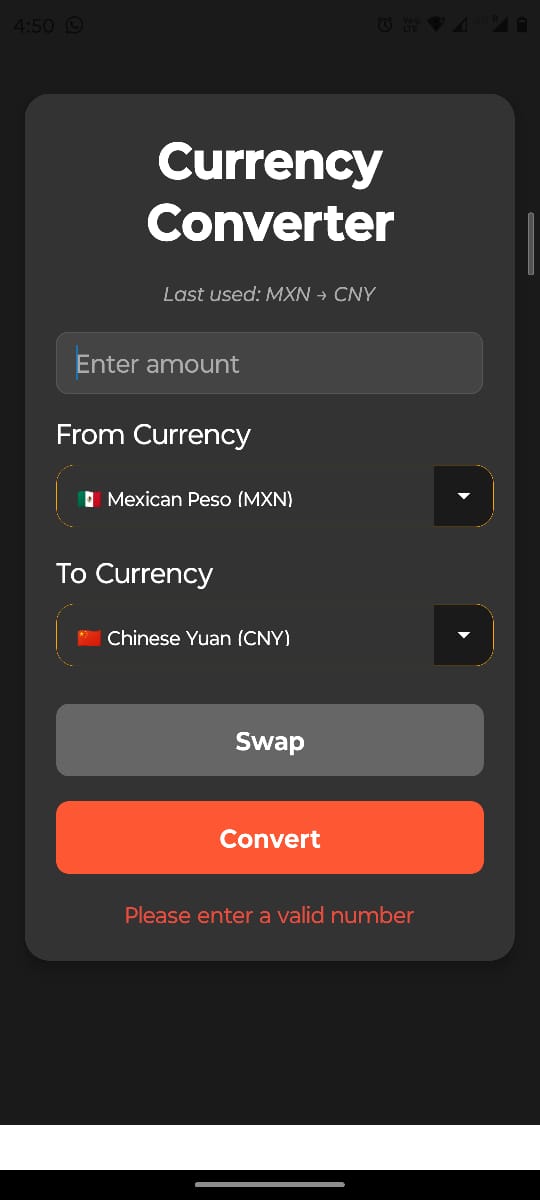 4:50
Currency
Converter
Last used: MXN → CNY
Enter amount
From Currency
Mexican Peso (MXN)
To Currency
Chinese Yuan (CNY)
Swap
Convert
Please enter a valid number